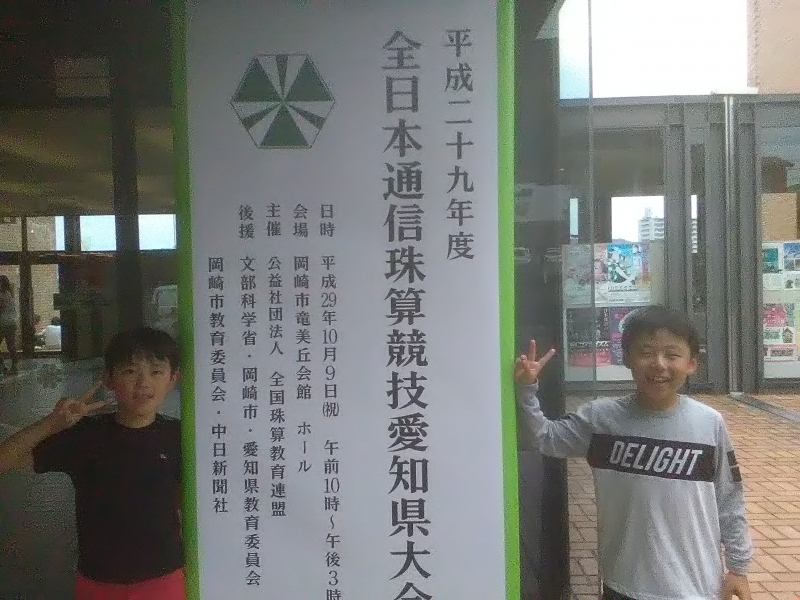 平成二十九年度
全日本通信珠算競技愛知県大会
日時 平成29年10月9日㈷ 午前10時～午後3時
会場 岡崎市竜美丘会館 ホール
主催 公益社団法人 全国珠算教育連盟
後援 文部科学省・岡崎市・愛知県教育委員会
岡崎市教育委員会・中日新聞社
DELIGHT